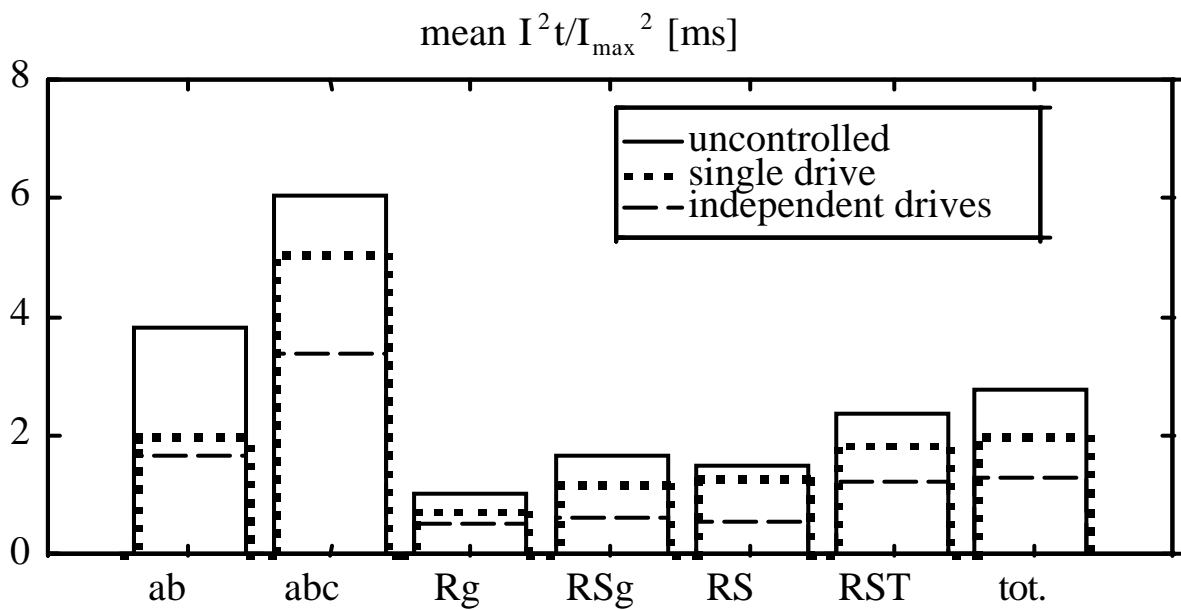 mean I²t/I_max² [ms]
8
uncontrolled
single drive
independent drives
6
4
2
0
ab abc Rg RSg RS RST tot.